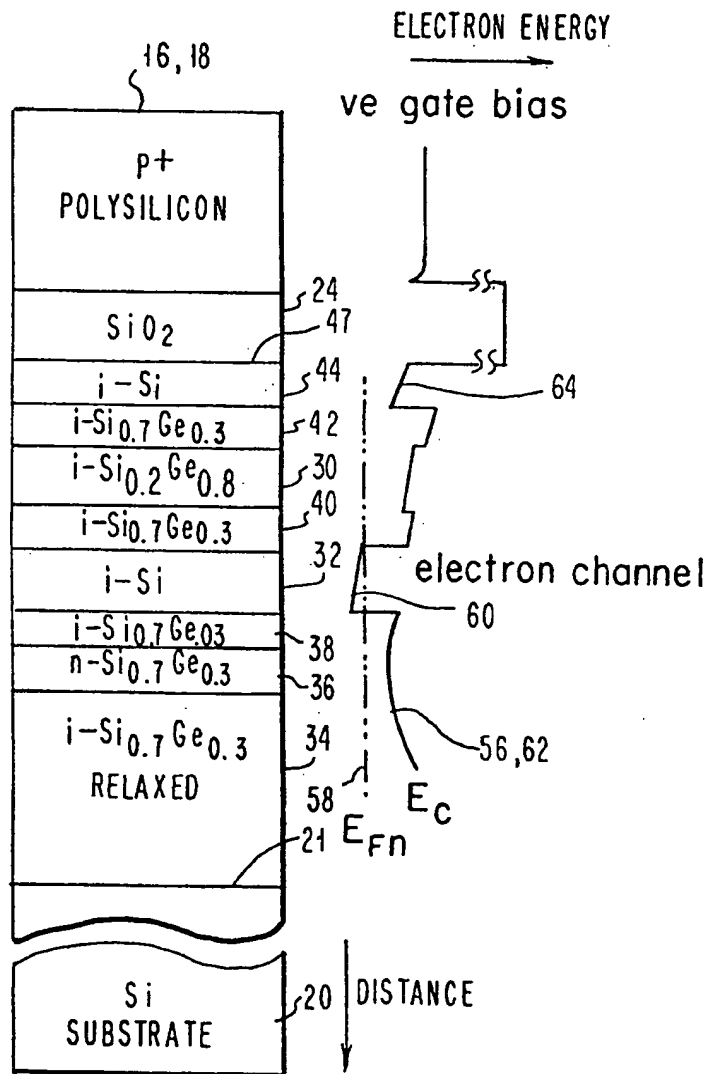 ELECTRON ENERGY
16,18
ve gate bias
p+
POLYSILICON
24
47
SiO2
i-Si
44
64
i-Si0.7Ge0.3
42
i-Si0.2Ge0.8
30
i-Si0.7Ge0.3
40
32
electron channel
i-Si
60
i-Si0.7Ge.03
38
n-Si0.7Ge0.3
36
i-Si0.7Ge0.3
34
RELAXED
56,62
58
EC
EFn
21
Si
SUBSTRATE
20
DISTANCE